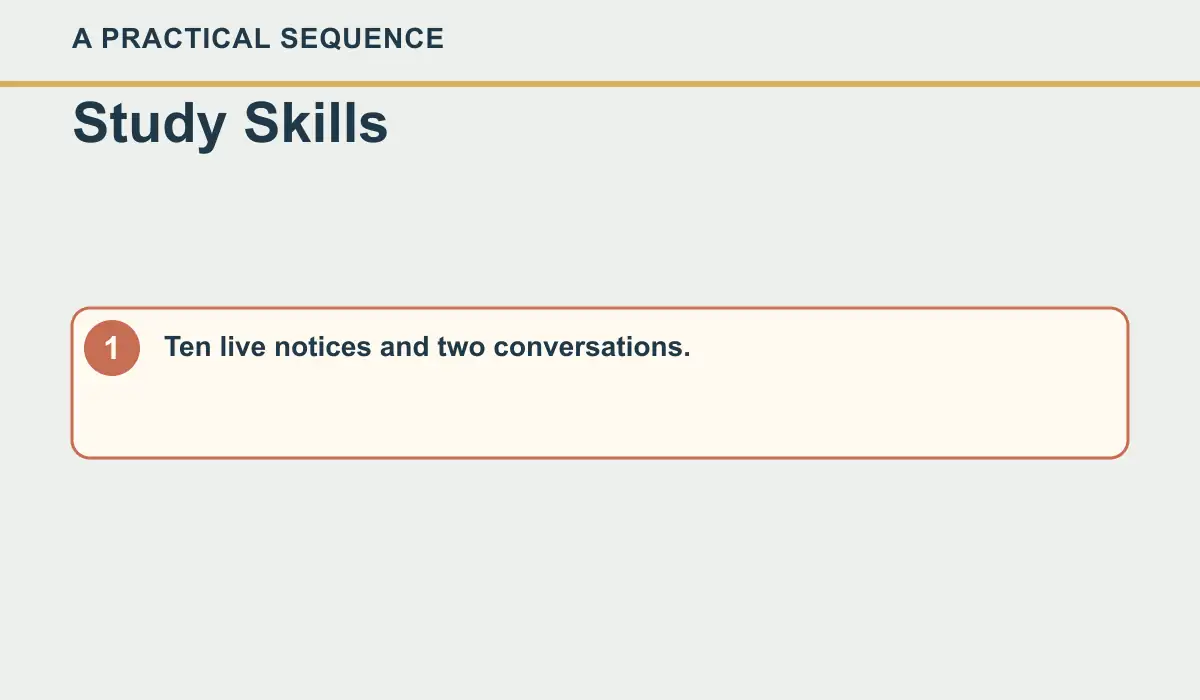 A PRACTICAL SEQUENCE
Study Skills
1 Ten live notices and two conversations.